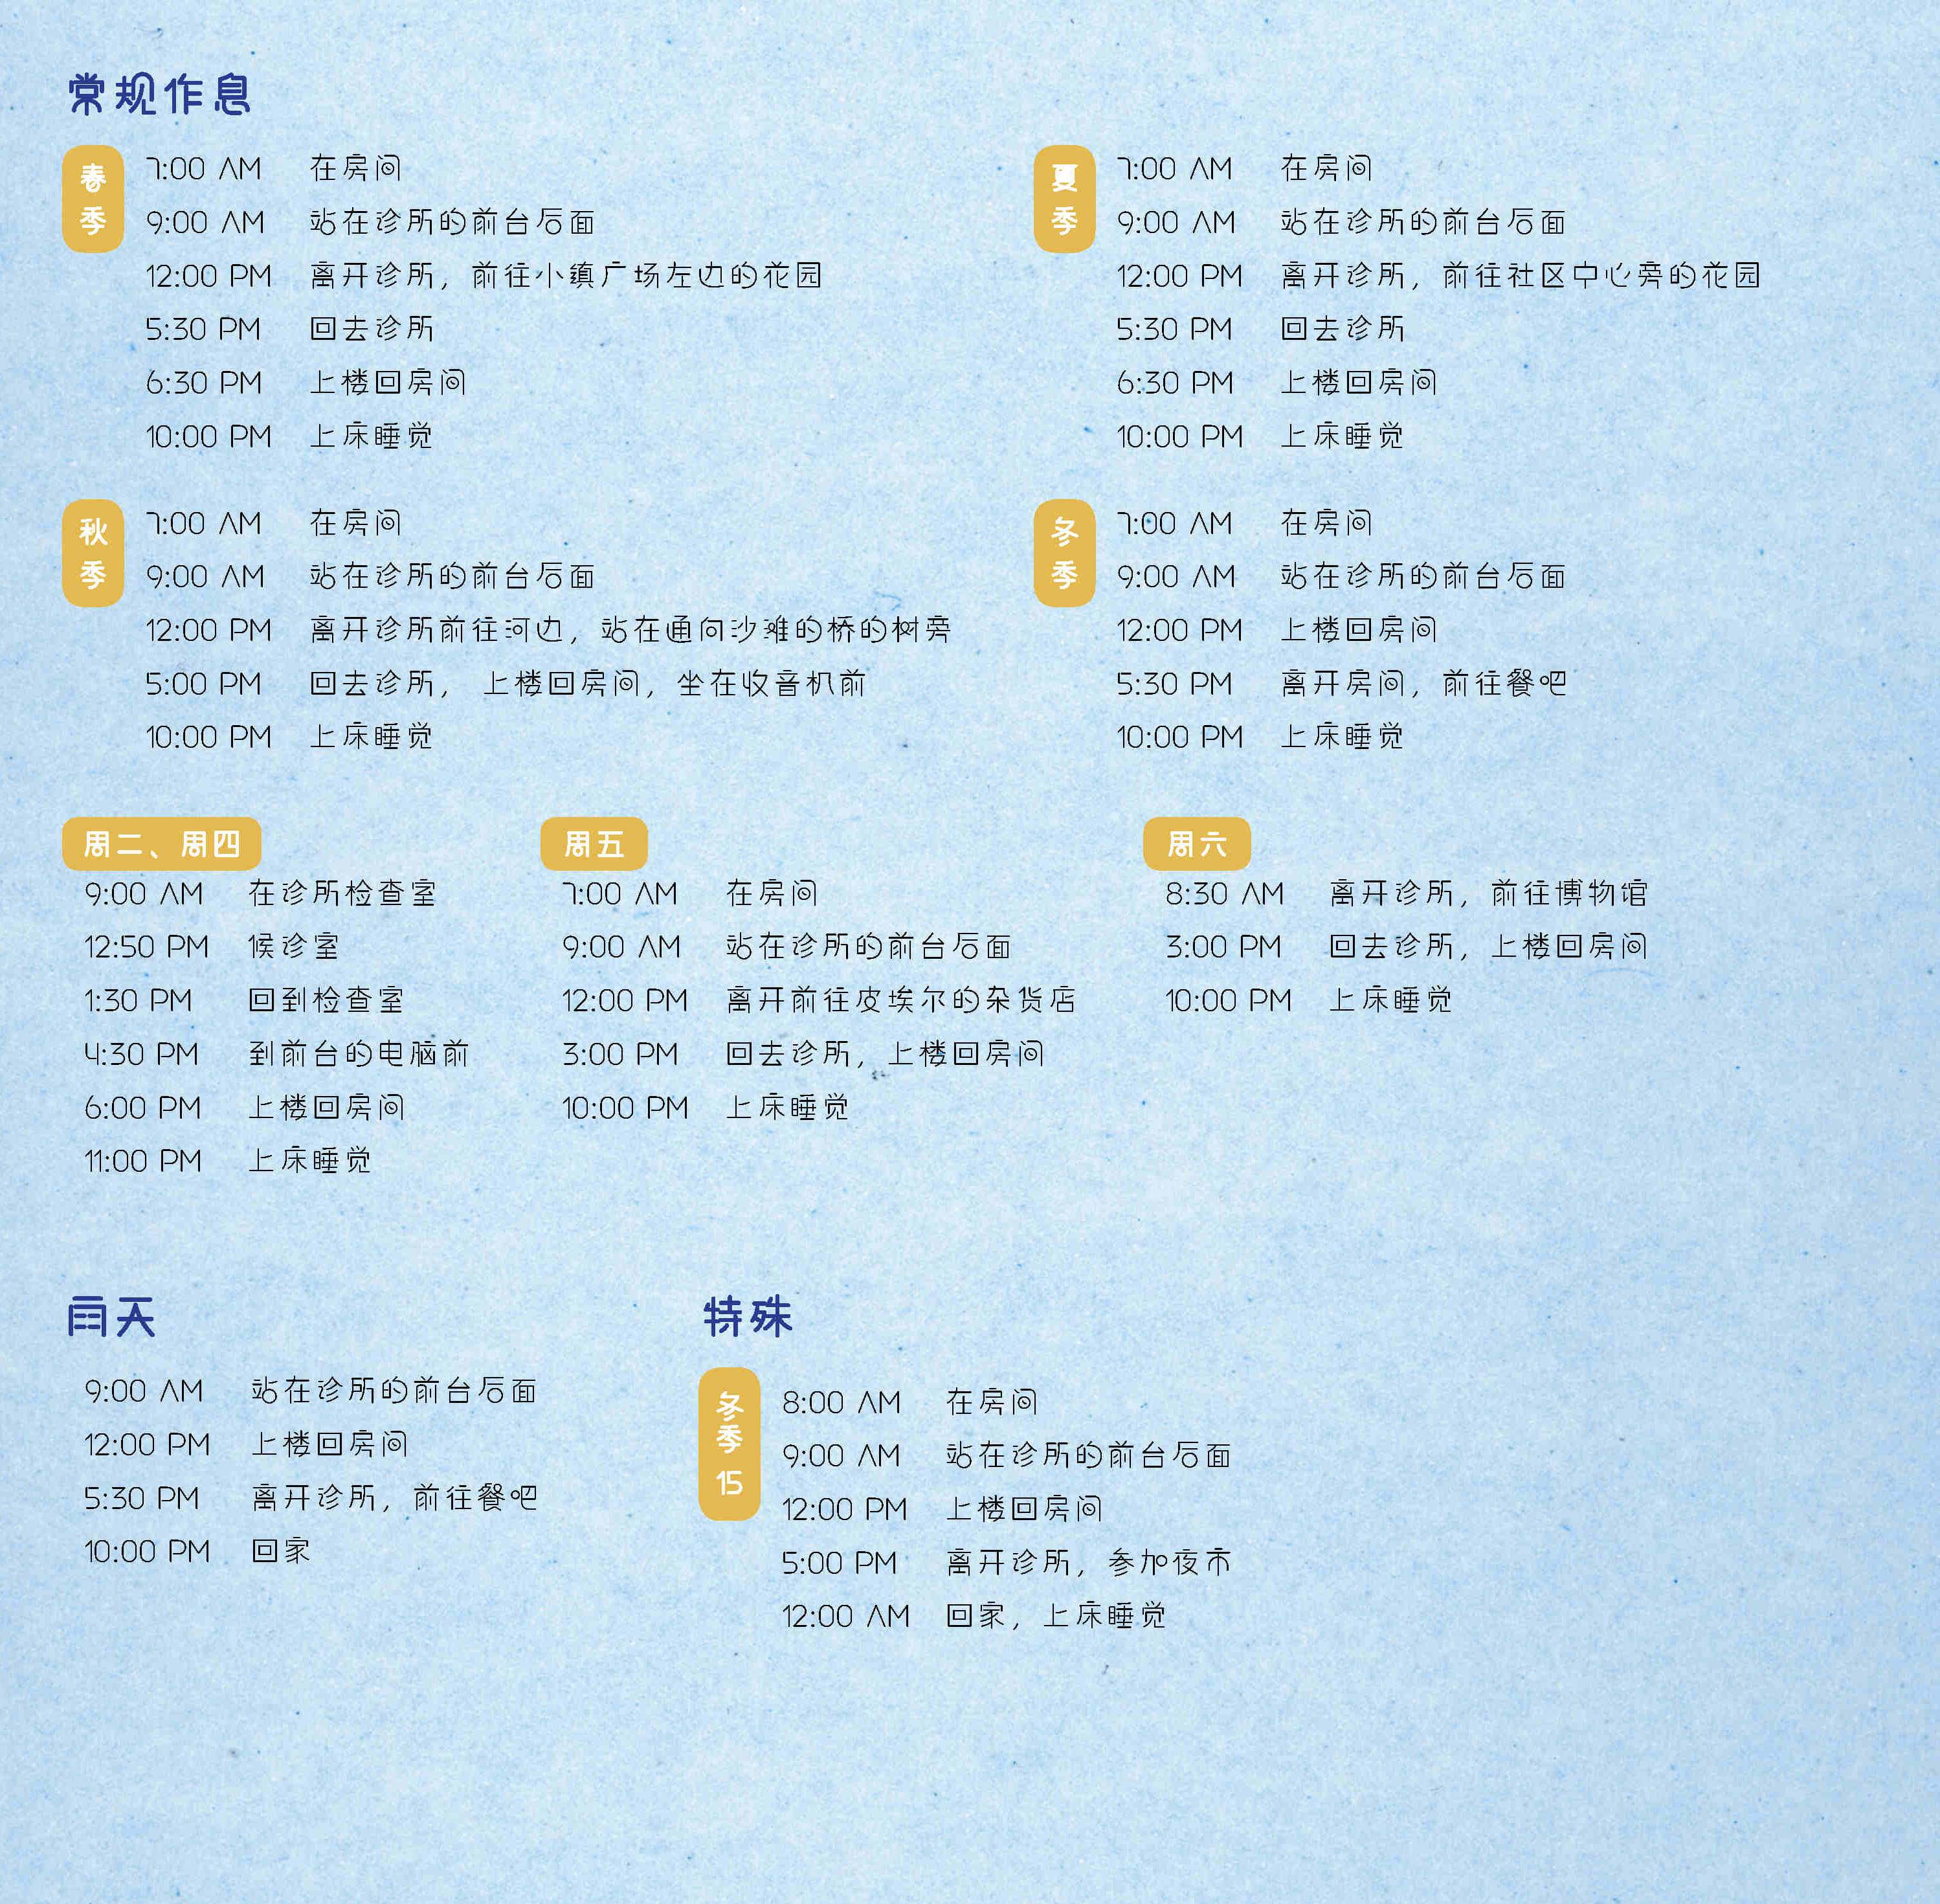 常规作息
春季
7:00 AM 在房间
9:00 AM 站在诊所的前台后面
12:00 PM 离开诊所，前往小镇广场左边的花园
5:30 PM 回去诊所
6:30 PM 上楼回房间
10:00 PM 上床睡觉
夏季
7:00 AM 在房间
9:00 AM 站在诊所的前台后面
12:00 PM 离开诊所，前往社区中心旁的花园
5:30 PM 回去诊所
6:30 PM 上楼回房间
10:00 PM 上床睡觉
秋季
7:00 AM 在房间
9:00 AM 站在诊所的前台后面
12:00 PM 离开诊所前往河边，站在通向沙滩的桥的树旁
5:00 PM 回去诊所， 上楼回房间，坐在收音机前
10:00 PM 上床睡觉
冬季
7:00 AM 在房间
9:00 AM 站在诊所的前台后面
12:00 PM 上楼回房间
5:30 PM 离开房间，前往餐吧
10:00 PM 上床睡觉
周二、周四
9:00 AM 在诊所检查室
12:50 PM 候诊室
1:30 PM 回到检查室
4:30 PM 到前台的电脑前
6:00 PM 上楼回房间
11:00 PM 上床睡觉
周五
7:00 AM 在房间
9:00 AM 站在诊所的前台后面
12:00 PM 离开前往皮埃尔的杂货店
3:00 PM 回去诊所，上楼回房间
10:00 PM 上床睡觉
周六
8:30 AM 离开诊所，前往博物馆
3:00 PM 回去诊所，上楼回房间
10:00 PM 上床睡觉
雨天
9:00 AM 站在诊所的前台后面
12:00 PM 上楼回房间
5:30 PM 离开诊所，前往餐吧
10:00 PM 回家
特殊
冬季 15
8:00 AM 在房间
9:00 AM 站在诊所的前台后面
12:00 PM 上楼回房间
5:00 PM 离开诊所，参加夜市
12:00 AM 回家，上床睡觉